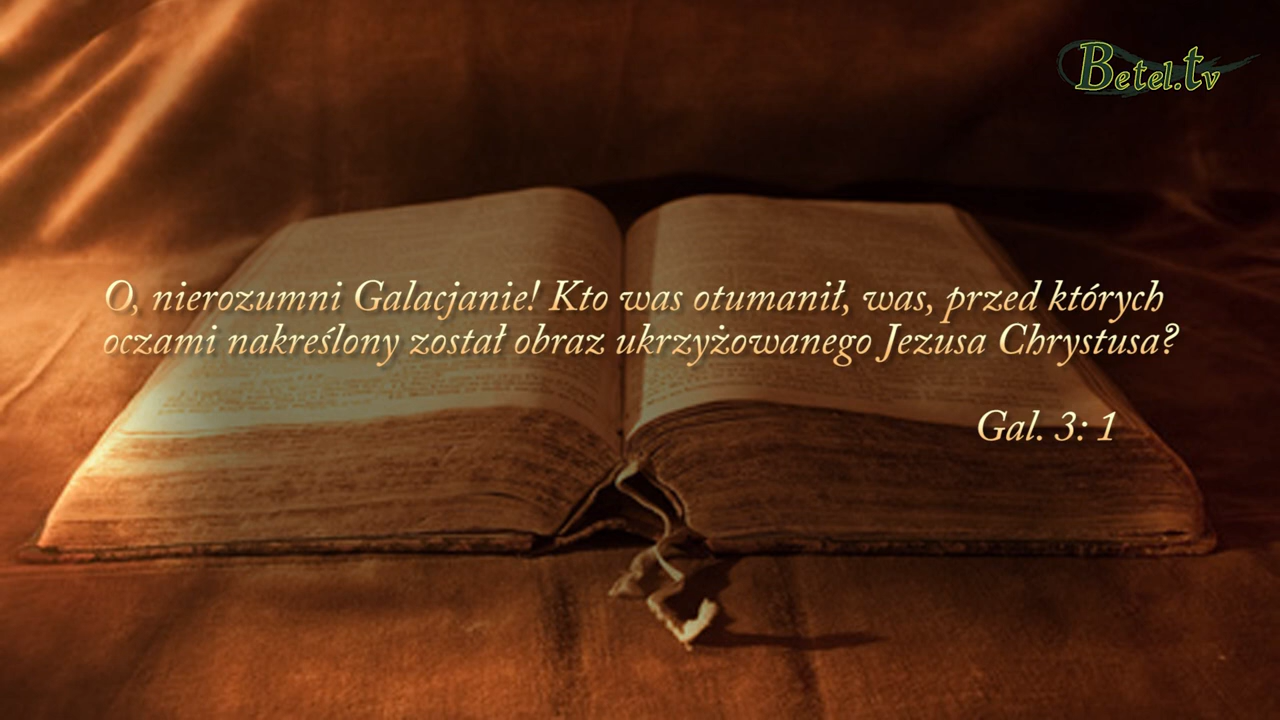 Betel.tv
O, nierozumni Galacjanie! Kto was otumanił, was, przed których
oczami nakreślony został obraz ukrzyżowanego Jezusa Chrystusa?
Gal. 3: 1